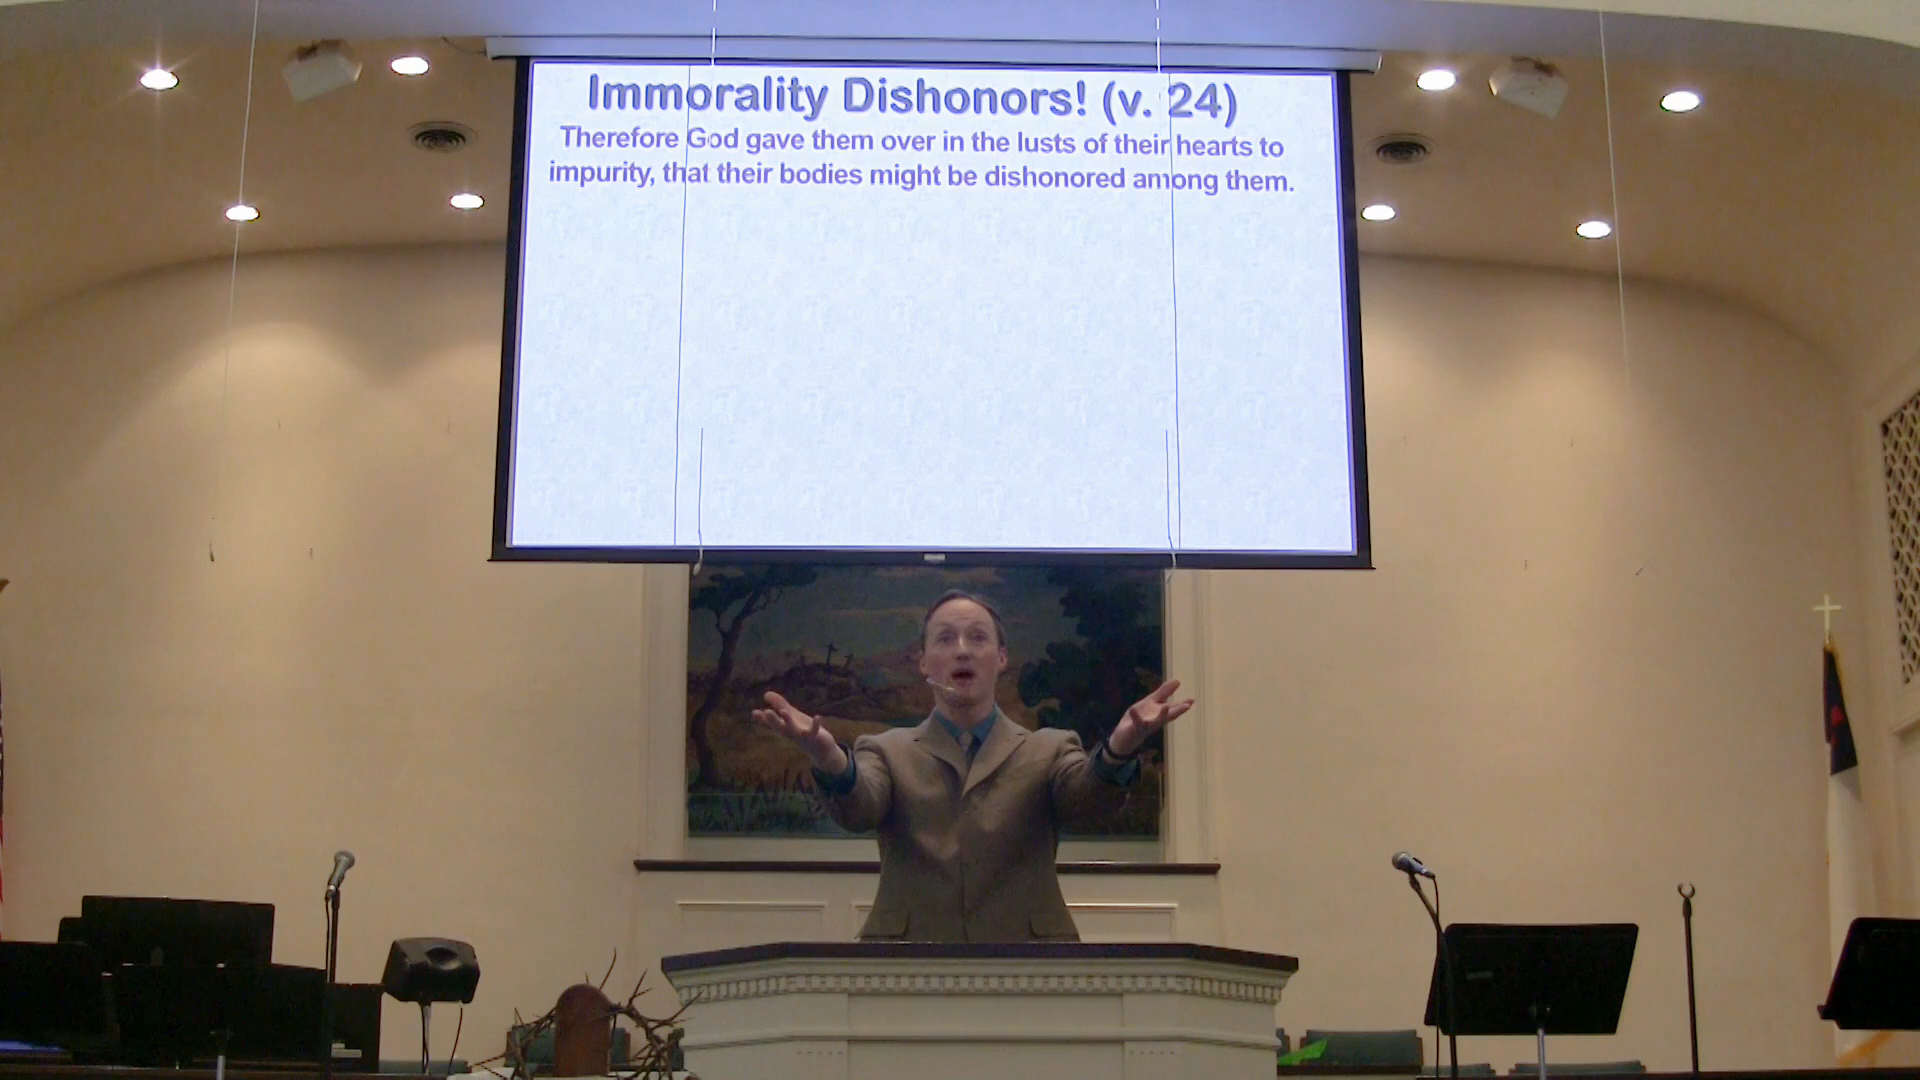 Immorality Dishonors! (v. 24)
Therefore God gave them over in the lusts of their hearts to
impurity, that their bodies might be dishonored among them.